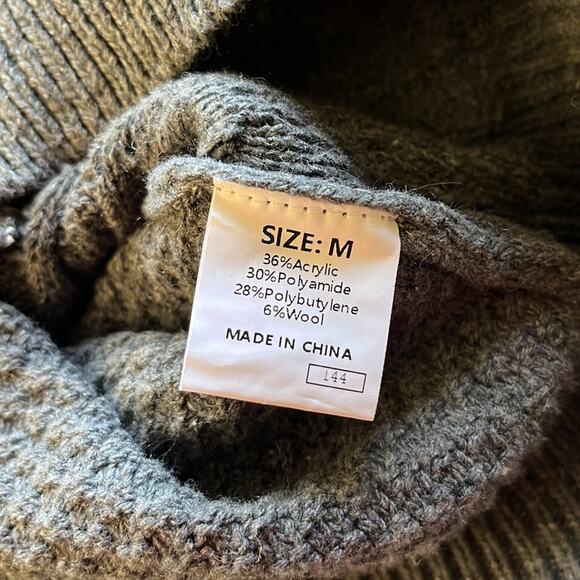 SIZE: M
36%Acrylic
30%Polyamide
28%Polybutylene
6%Wool
MADE IN CHINA
144